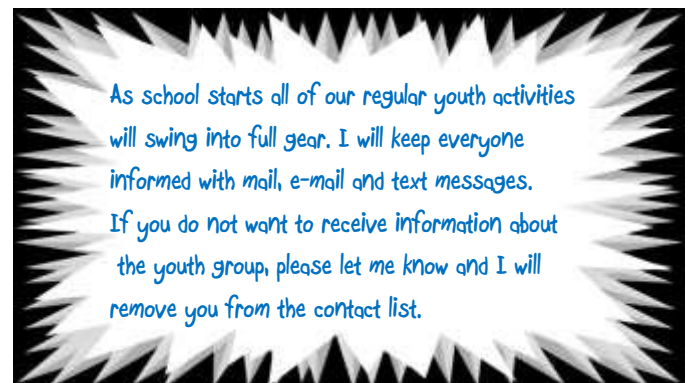 As school starts all of our regular youth activities
will swing into full gear. I will keep everyone
informed with mail, e-mail and text messages.
If you do not want to receive information about
the youth group, please let me know and I will
remove you from the contact list.